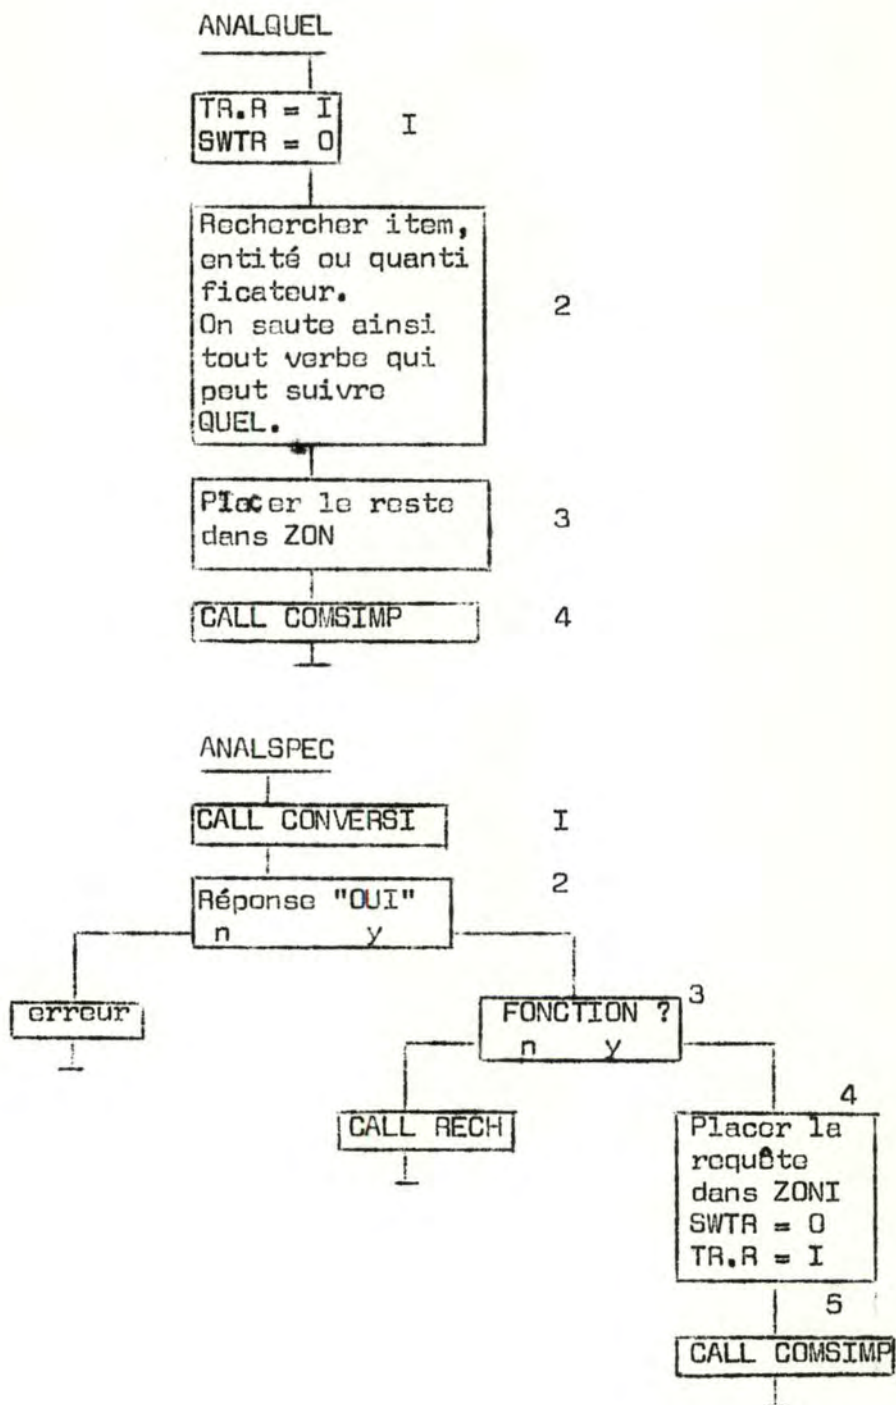 ANALQUEL
TR.R = I
SWTR = 0
I
Rechercher item,
entité ou quanti
ficateur.
On saute ainsi
tout verbe qui
peut suivre
QUEL.
2
Placer le reste
dans ZON
3
CALL COMSIMP
4
ANALSPEC
CALL CONVERSI
I
Réponse "OUI"
n y
2
erreur
FONCTION ?
n y
3
CALL RECH
4
Placer la
requête
dans ZONI
SWTR = 0
TR.R = I
5
CALL COMSIMP